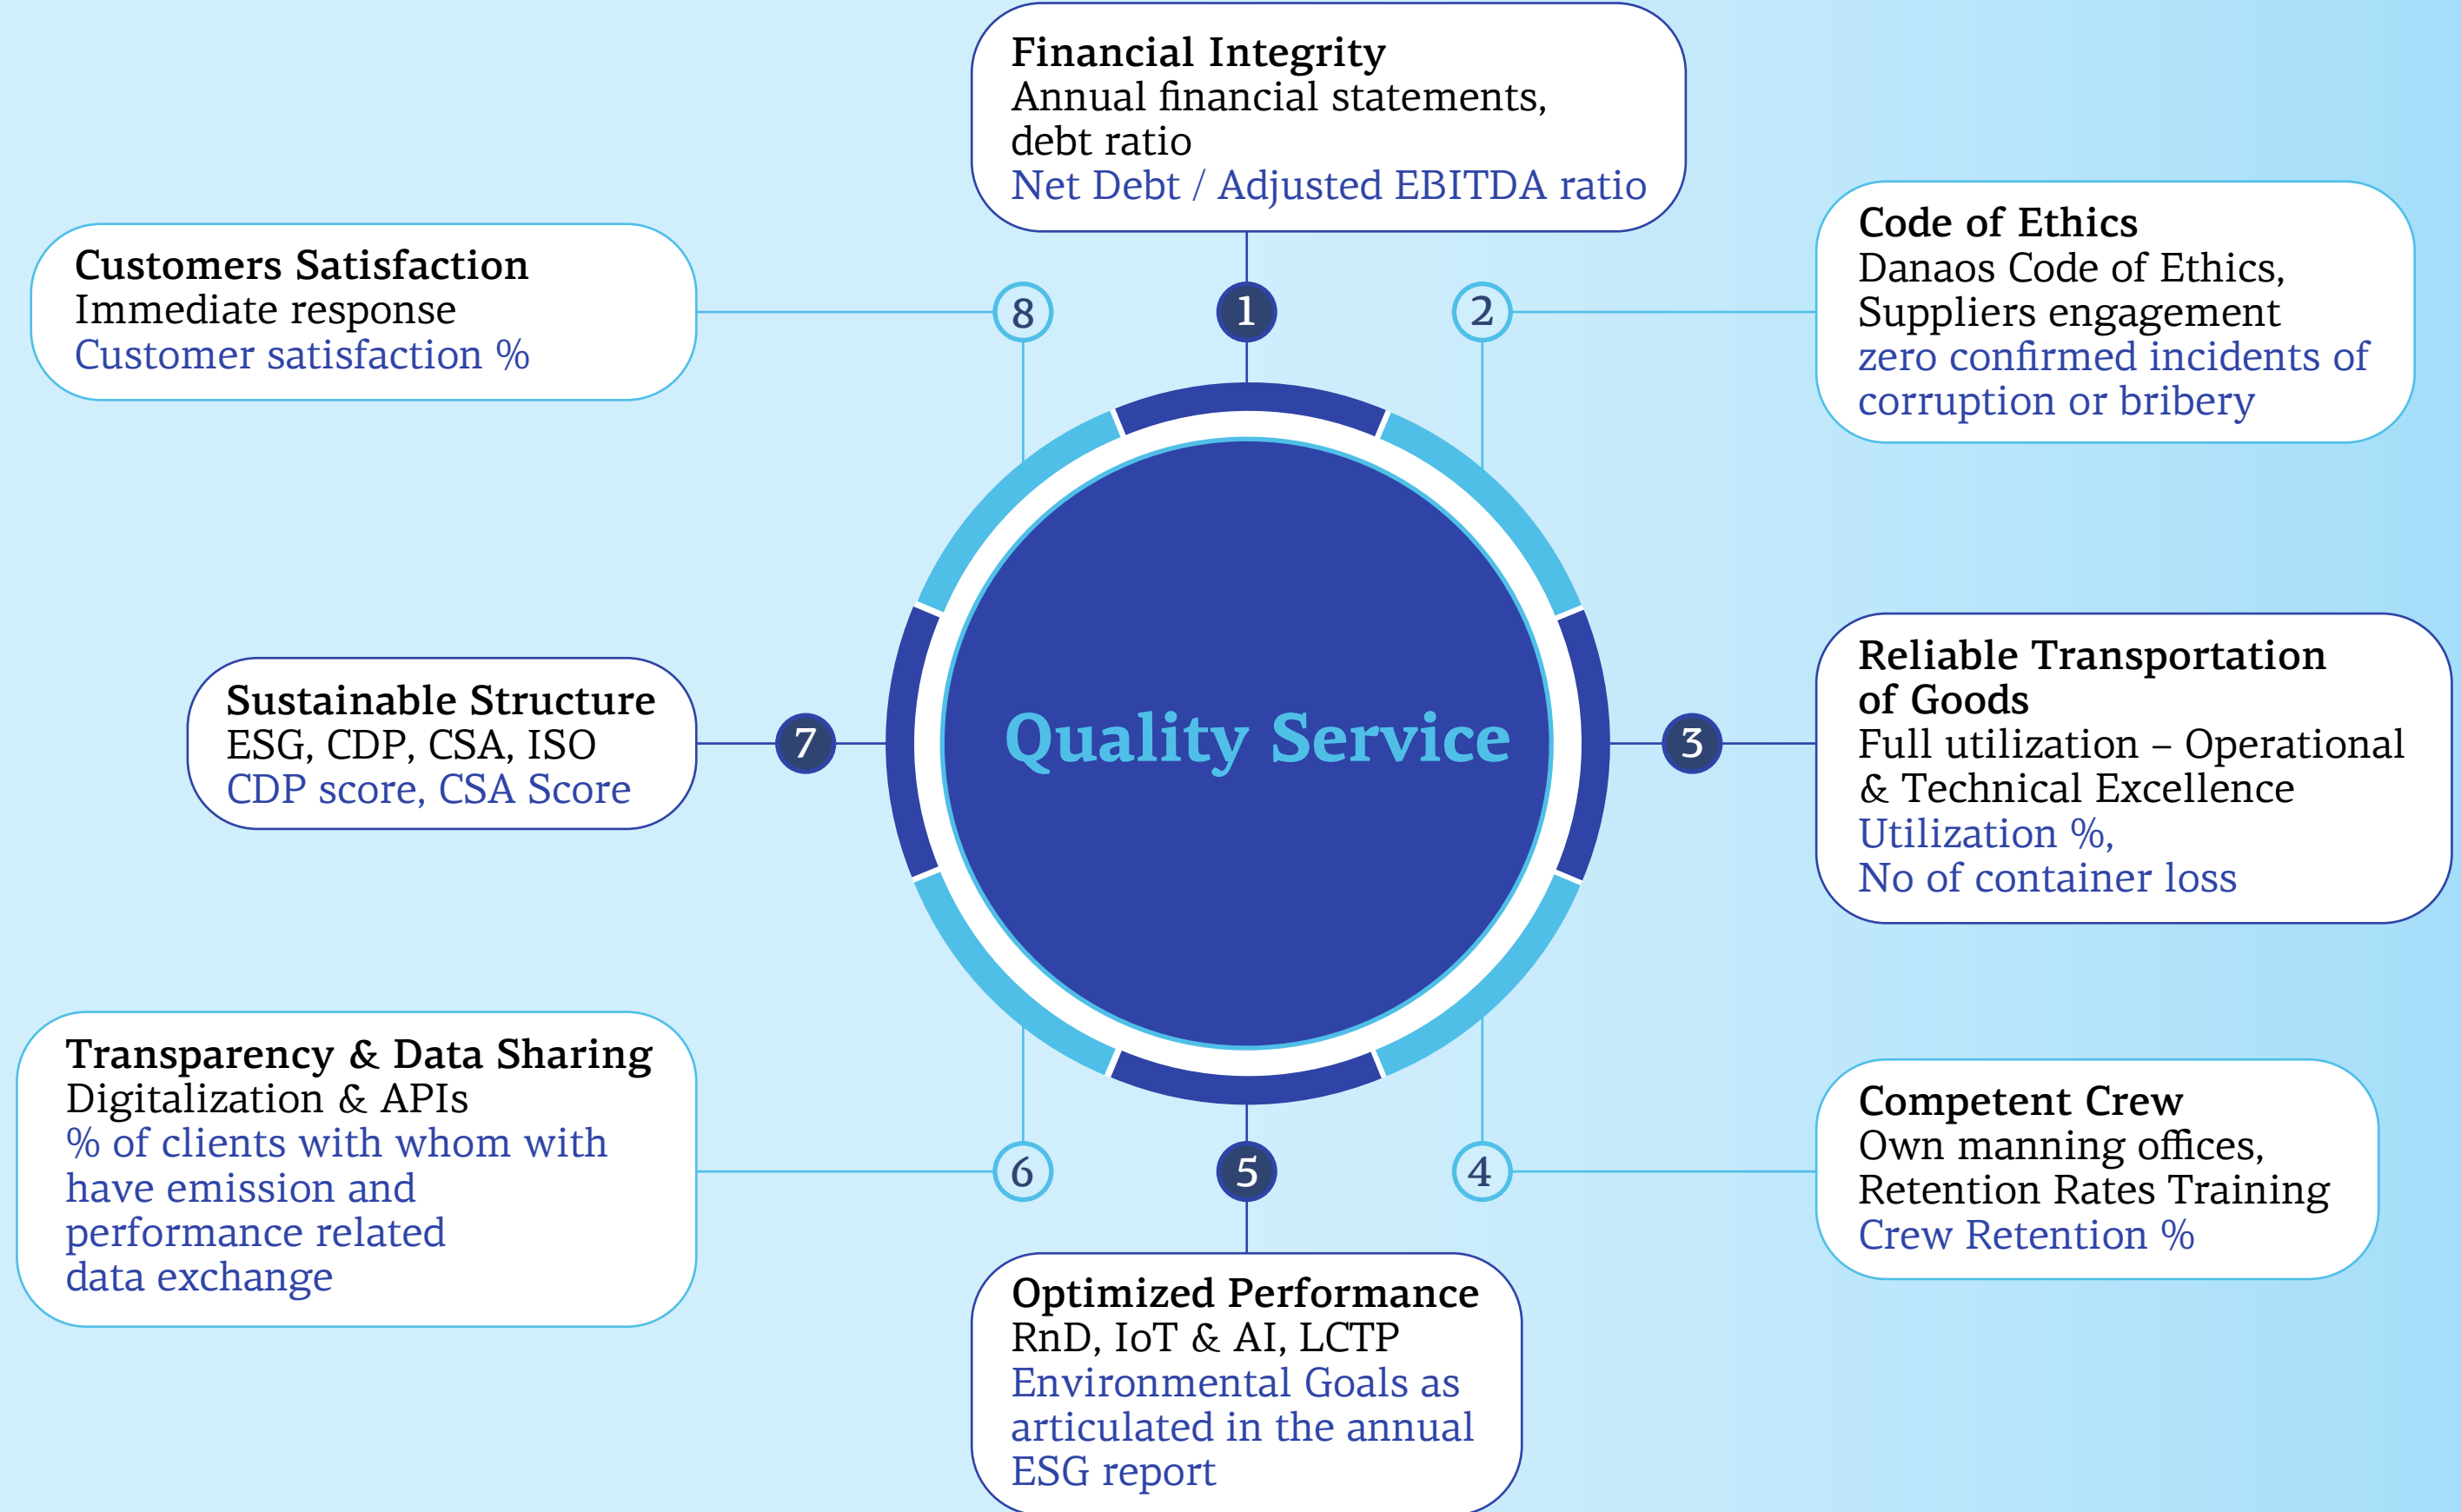 Financial Integrity
Annual financial statements,
debt ratio
Net Debt / Adjusted EBITDA ratio
1
Code of Ethics
Danaos Code of Ethics,
Suppliers engagement
zero confirmed incidents of
corruption or bribery
2
Reliable Transportation
of Goods
Full utilization – Operational
& Technical Excellence
Utilization %,
No of container loss
3
Competent Crew
Own manning offices,
Retention Rates Training
Crew Retention %
4
Optimized Performance
RnD, IoT & AI, LCTP
Environmental Goals as
articulated in the annual
ESG report
5
Transparency & Data Sharing
Digitalization & APIs
% of clients with whom with
have emission and
performance related
data exchange
6
Sustainable Structure
ESG, CDP, CSA, ISO
CDP score, CSA Score
7
Customers Satisfaction
Immediate response
Customer satisfaction %
8
Quality Service